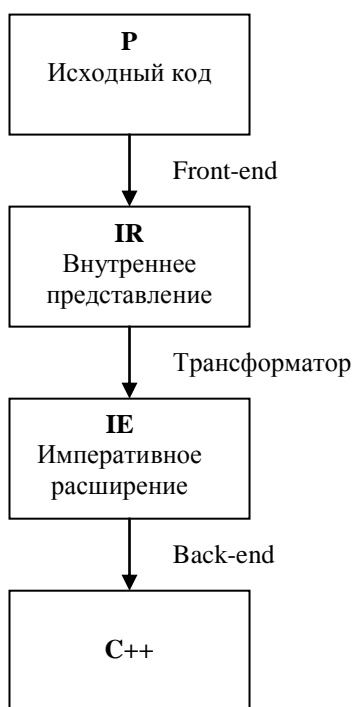 P
Исходный код
Front-end
IR
Внутреннее
представление
Трансформатор
IE
Императивное
расширение
Back-end
C++